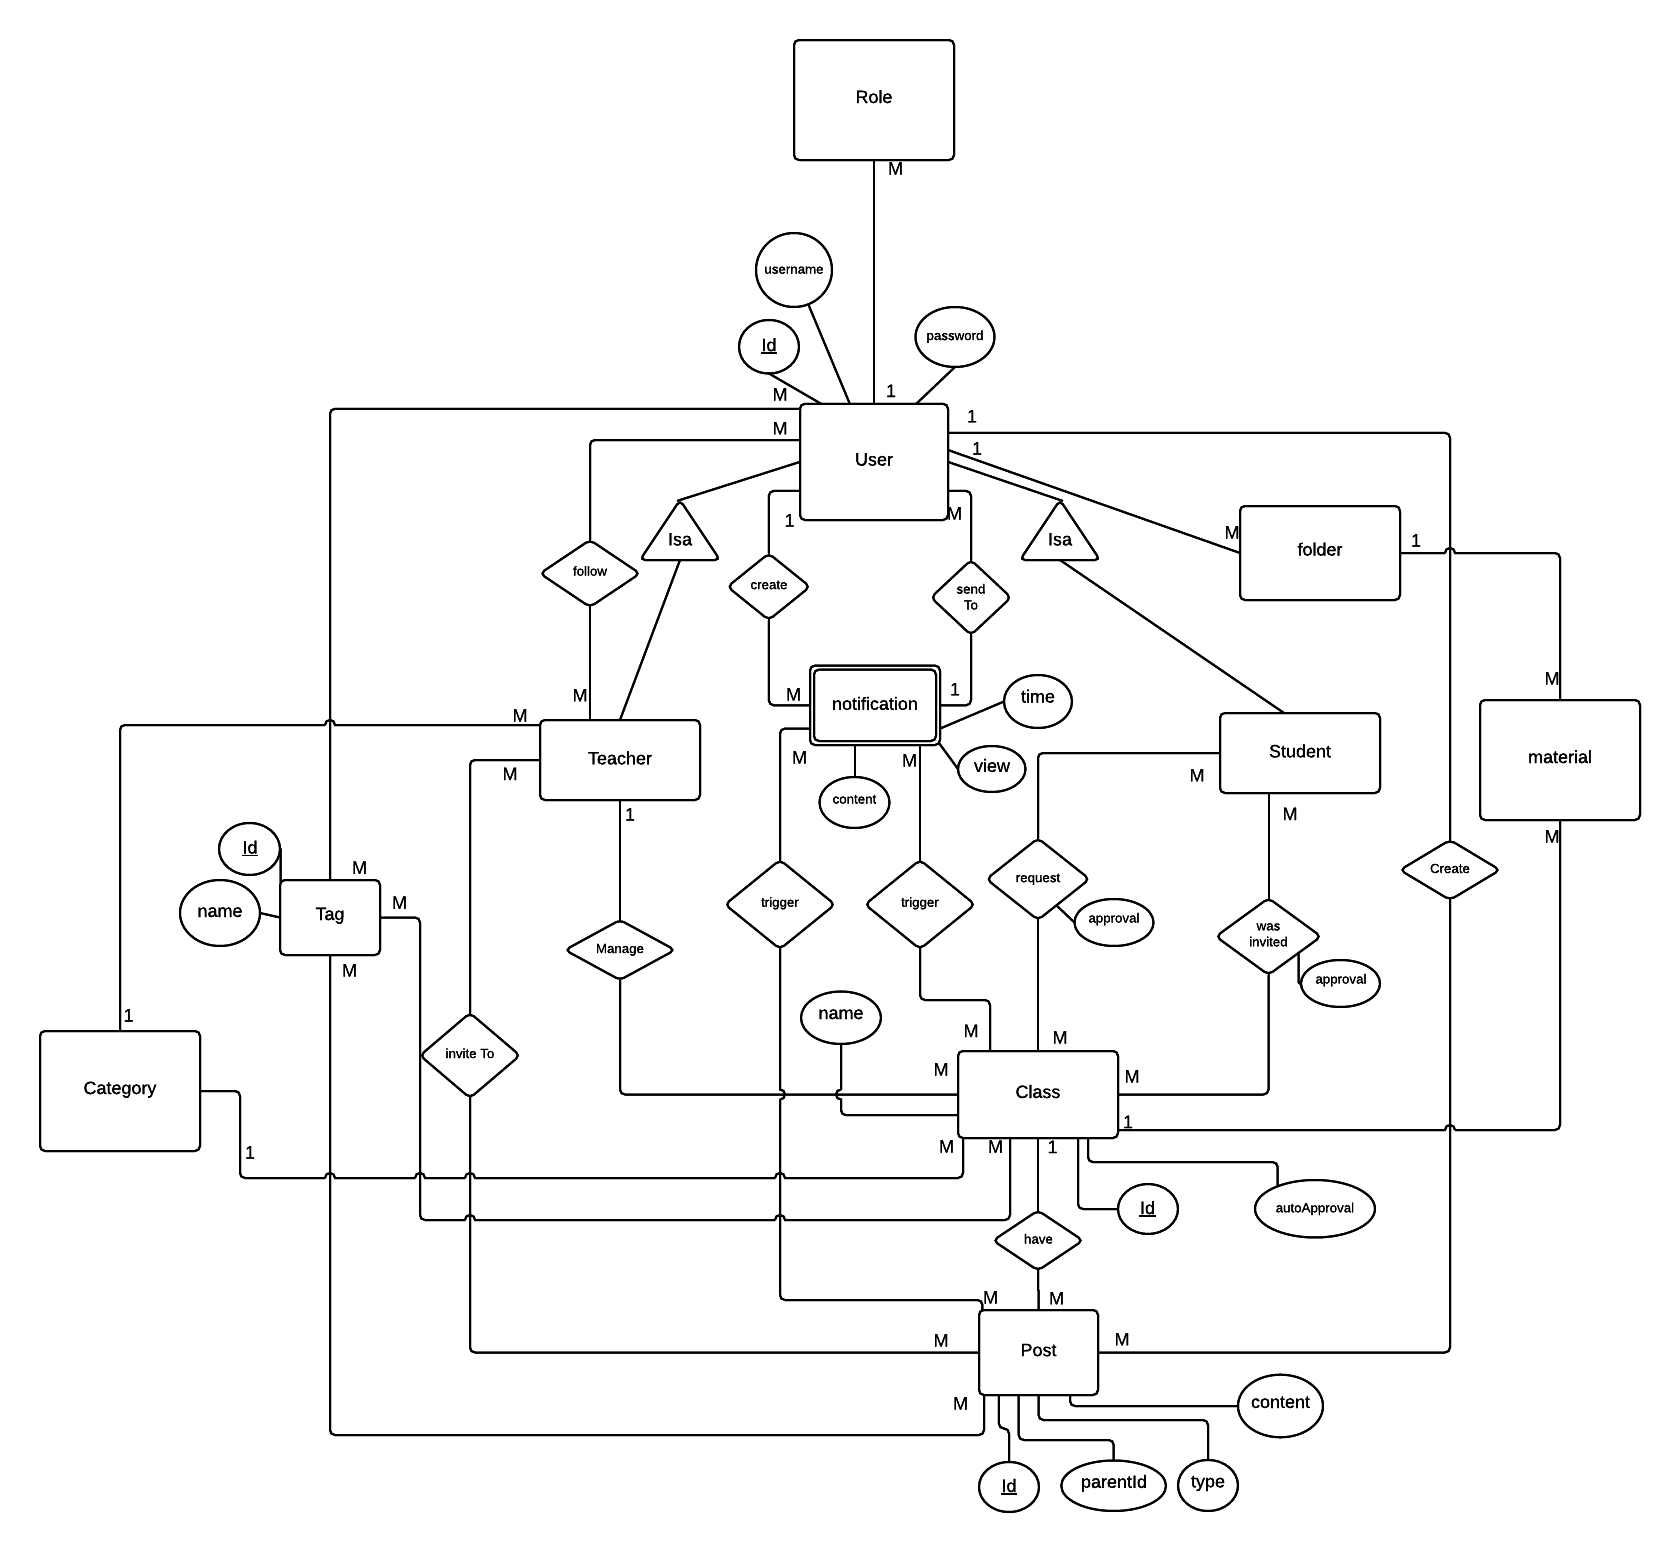 Role
M
username
Id
password
M
1
1
M
1
User
Isa
Isa
1
M
M
folder
1
follow
create
send
To
M
M
1
M
M
notification
time
view
content
M
Teacher
M
M
M
Student
M
M
material
M
1
Id
name
Tag
M
M
M
Manage
trigger
trigger
request
approval
was
invited
approval
Create
1
Category
1
invite To
name
M
M
M
M
Class
1
M
M
1
Id
autoApproval
have
M
M
M
Post
M
M
content
Id
parentId
type